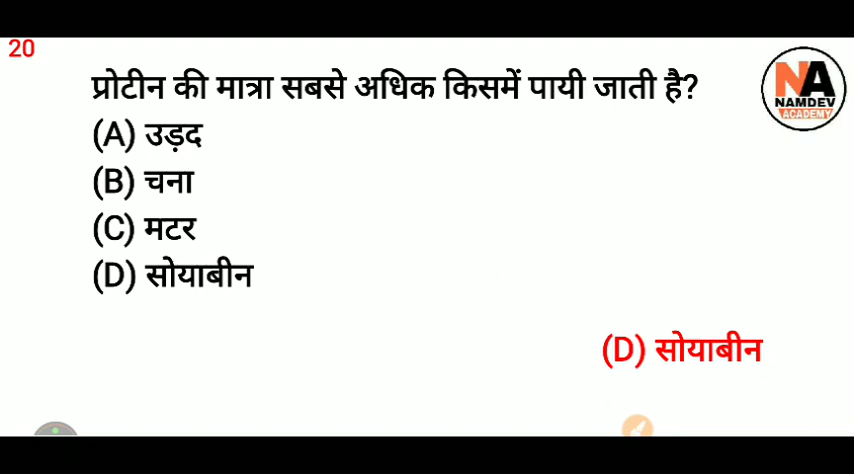 20
प्रोटीन की मात्रा सबसे अधिक किसमें पायी जाती है?
(A) उड़द
(B) चना
(C) मटर
(D) सोयाबीन
(D) सोयाबीन
NA
NAMDEV
ACADEMY